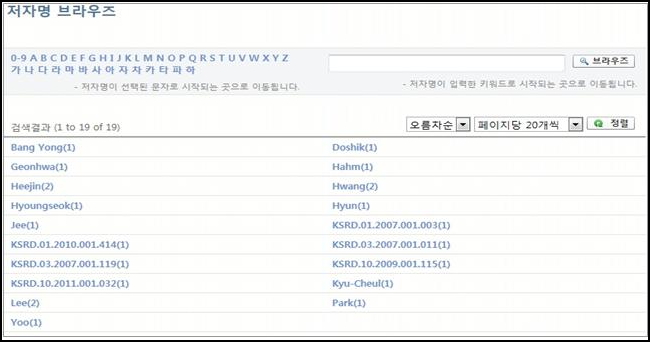 저자명 브라우즈
0-9 A B C D E F G H I J K L M N O P Q R S T U V W X Y Z
가 나 다 라 마 바 사 아 자 차 카 타 파 하
브라우즈
- 저자명이 선택된 문자로 시작되는 곳으로 이동됩니다.
- 저자명이 입력한 키워드로 시작되는 곳으로 이동됩니다.
검색결과 (1 to 19 of 19)
오름차순 페이지당 20개씩 정렬
Bang Yong(1) Doshik(1)
Geonhwa(1) Hahm(1)
Heejin(2) Hwang(2)
Hyoungseok(1) Hyun(1)
Jee(1) KSRD.01.2007.001.003(1)
KSRD.01.2010.001.414(1) KSRD.03.2007.001.011(1)
KSRD.03.2007.001.119(1) KSRD.10.2009.001.115(1)
KSRD.10.2011.001.032(1) Kyu-Cheul(1)
Lee(2) Park(1)
Yoo(1)